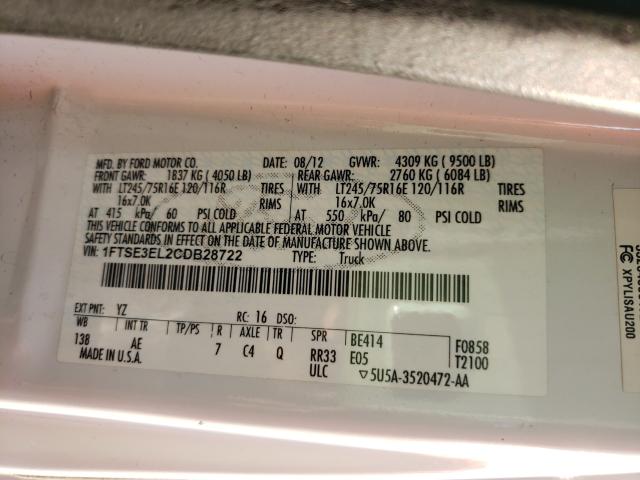 MFD. BY FORD MOTOR CO. DATE: 08/12 GVWR: 4309 KG ( 9500 LB)
FRONT GAWR: 1837 KG ( 4050 LB) REAR GAWR: 2760 KG ( 6084 LB)
WITH LT245/75R16E 120/116R TIRES WITH LT245/75R16E 120/116R TIRES
16x7.0K RIMS 16x7.0K RIMS
AT 415 kPa/ 60 PSI COLD AT 550 kPa/ 80 PSI COLD
THIS VEHICLE CONFORMS TO ALL APPLICABLE FEDERAL MOTOR VEHICLE
SAFETY STANDARDS IN EFFECT ON THE DATE OF MANUFACTURE SHOWN ABOVE.
VIN: 1FTSE3EL2CDB28722 TYPE: Truck
EXT PNT: YZ RC: 16 DSO:
WB INT TR TP/PS R AXLE TR SPR BE414 F0858
138 AE 7 C4 Q RR33 E05 T2100
MADE IN U.S.A. ULC ▽5U5A-3520472-AA
FC XPYLISAU200